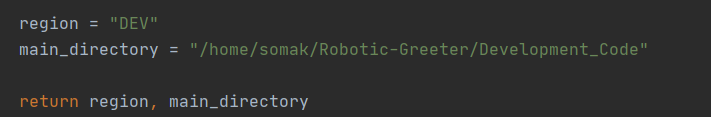 region = "DEV"
main_directory = "/home/somak/Robotic-Greeter/Development_Code"
return region, main_directory